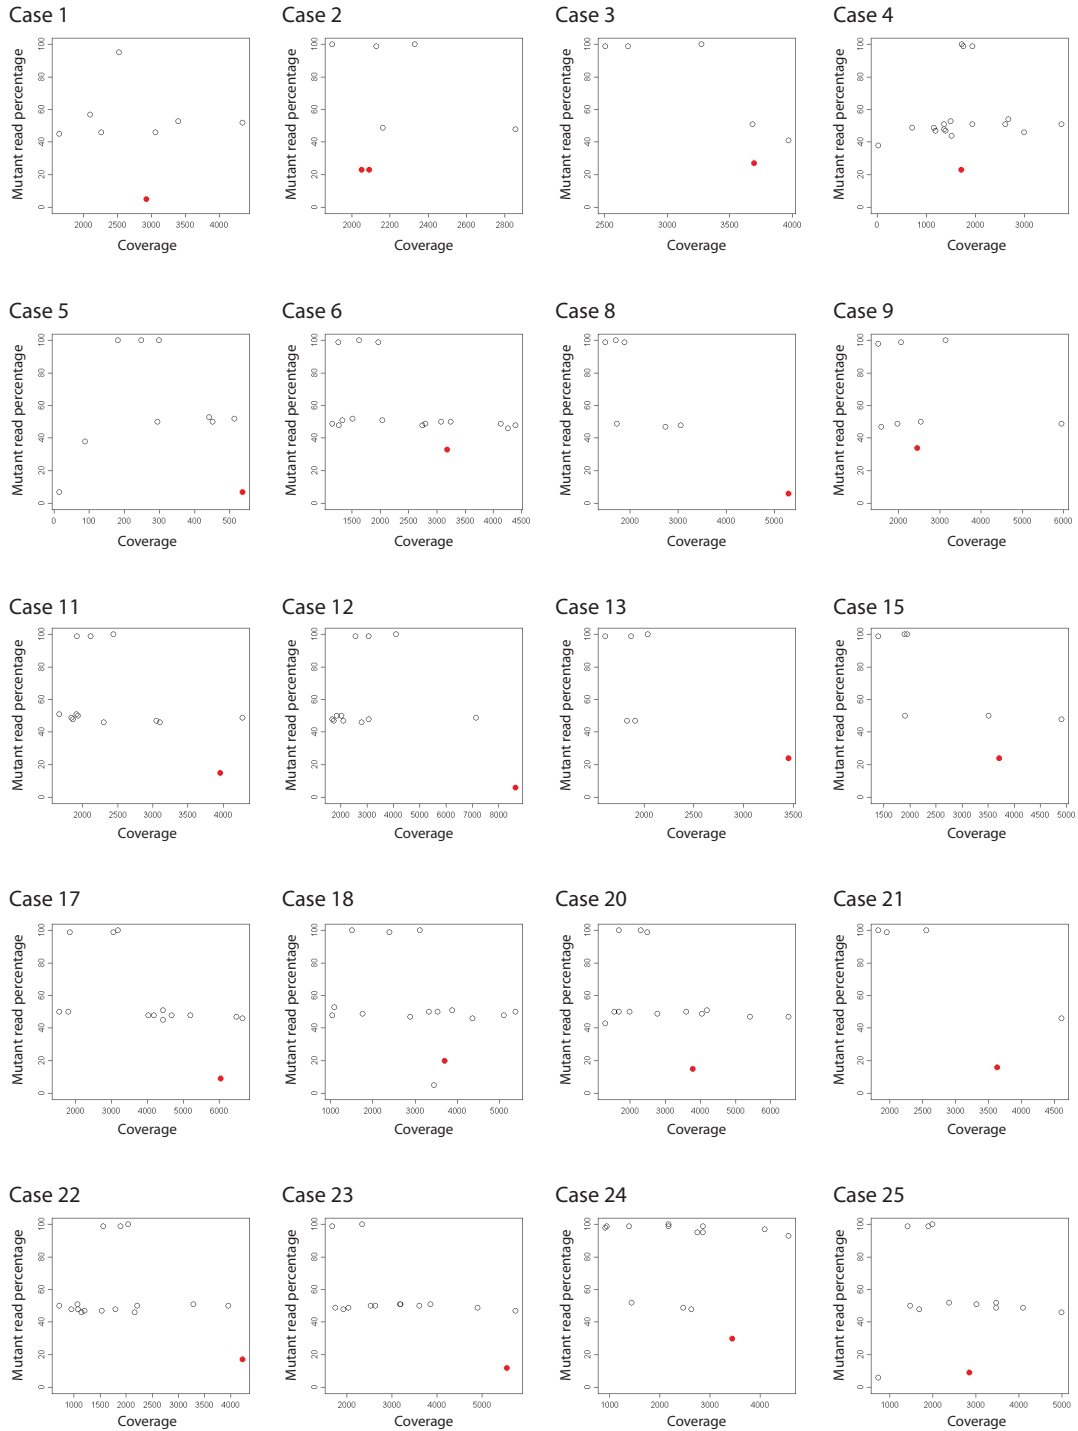 Case 1
Mutant read percentage
0 20 40 60 80 100
2000 2500 3000 3500 4000
Coverage
Case 2
Mutant read percentage
0 20 40 60 80 100
2000 2200 2400 2600 2800
Coverage
Case 3
Mutant read percentage
0 20 40 60 80 100
2500 3000 3500 4000
Coverage
Case 4
Mutant read percentage
0 20 40 60 80 100
0 1000 2000 3000
Coverage
Case 5
Mutant read percentage
0 20 40 60 80 100
0 100 200 300 400 500
Coverage
Case 6
Mutant read percentage
0 20 40 60 80 100
1500 2000 2500 3000 3500 4000 4500
Coverage
Case 8
Mutant read percentage
0 20 40 60 80 100
2000 3000 4000 5000
Coverage
Case 9
Mutant read percentage
0 20 40 60 80 100
2000 3000 4000 5000 6000
Coverage
Case 11
Mutant read percentage
0 20 40 60 80 100
2000 2500 3000 3500 4000
Coverage
Case 12
Mutant read percentage
0 20 40 60 80 100
2000 3000 4000 5000 6000 7000 8000
Coverage
Case 13
Mutant read percentage
0 20 40 60 80 100
2000 2500 3000 3500
Coverage
Case 15
Mutant read percentage
0 20 40 60 80 100
1500 2000 2500 3000 3500 4000 4500 5000
Coverage
Case 17
Mutant read percentage
0 20 40 60 80 100
2000 3000 4000 5000 6000
Coverage
Case 18
Mutant read percentage
0 20 40 60 80 100
1000 2000 3000 4000 5000
Coverage
Case 20
Mutant read percentage
0 20 40 60 80 100
2000 3000 4000 5000 6000
Coverage
Case 21
Mutant read percentage
0 20 40 60 80 100
2000 2500 3000 3500 4000 4500
Coverage
Case 22
Mutant read percentage
0 20 40 60 80 100
1000 1500 2000 2500 3000 3500 4000
Coverage
Case 23
Mutant read percentage
0 20 40 60 80 100
2000 3000 4000 5000
Coverage
Case 24
Mutant read percentage
0 20 40 60 80 100
1000 2000 3000 4000
Coverage
Case 25
Mutant read percentage
0 20 40 60 80 100
1000 2000 3000 4000 5000
Coverage